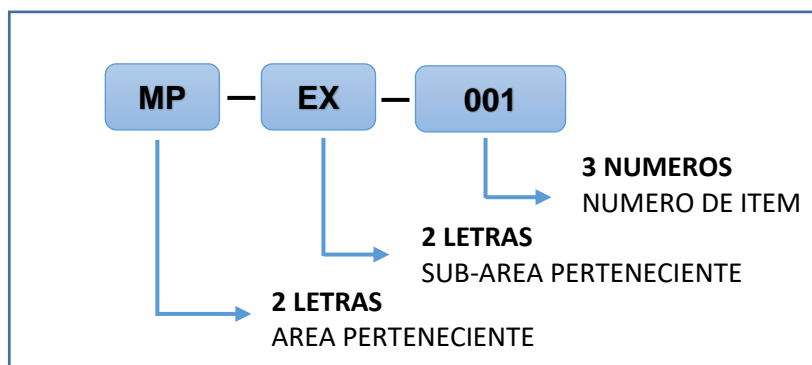 MP – EX – 001
3 NUMEROS
NUMERO DE ITEM
2 LETRAS
SUB-AREA PERTENECIENTE
2 LETRAS
AREA PERTENECIENTE